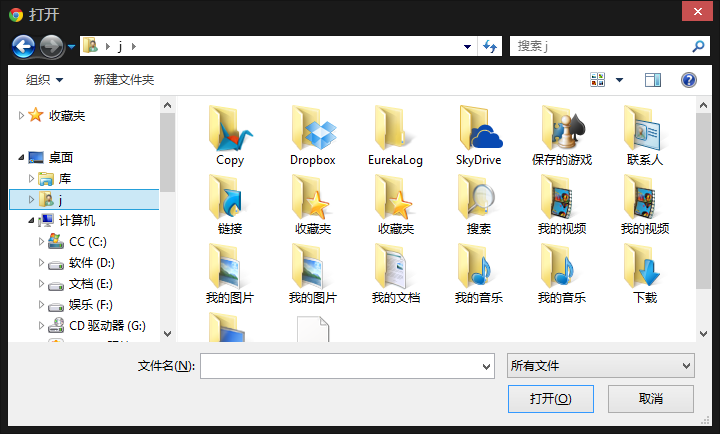 打开
j
搜索 j
组织
新建文件夹
收藏夹
桌面
库
j
计算机
CC (C:)
软件 (D:)
文档 (E:)
娱乐 (F:)
CD 驱动器 (G:)
Copy
Dropbox
EurekaLog
SkyDrive
保存的游戏
联系人
链接
收藏夹
收藏夹
搜索
我的视频
我的视频
我的图片
我的图片
我的文档
我的音乐
我的音乐
下载
文件名(N):
所有文件
打开(O)
取消